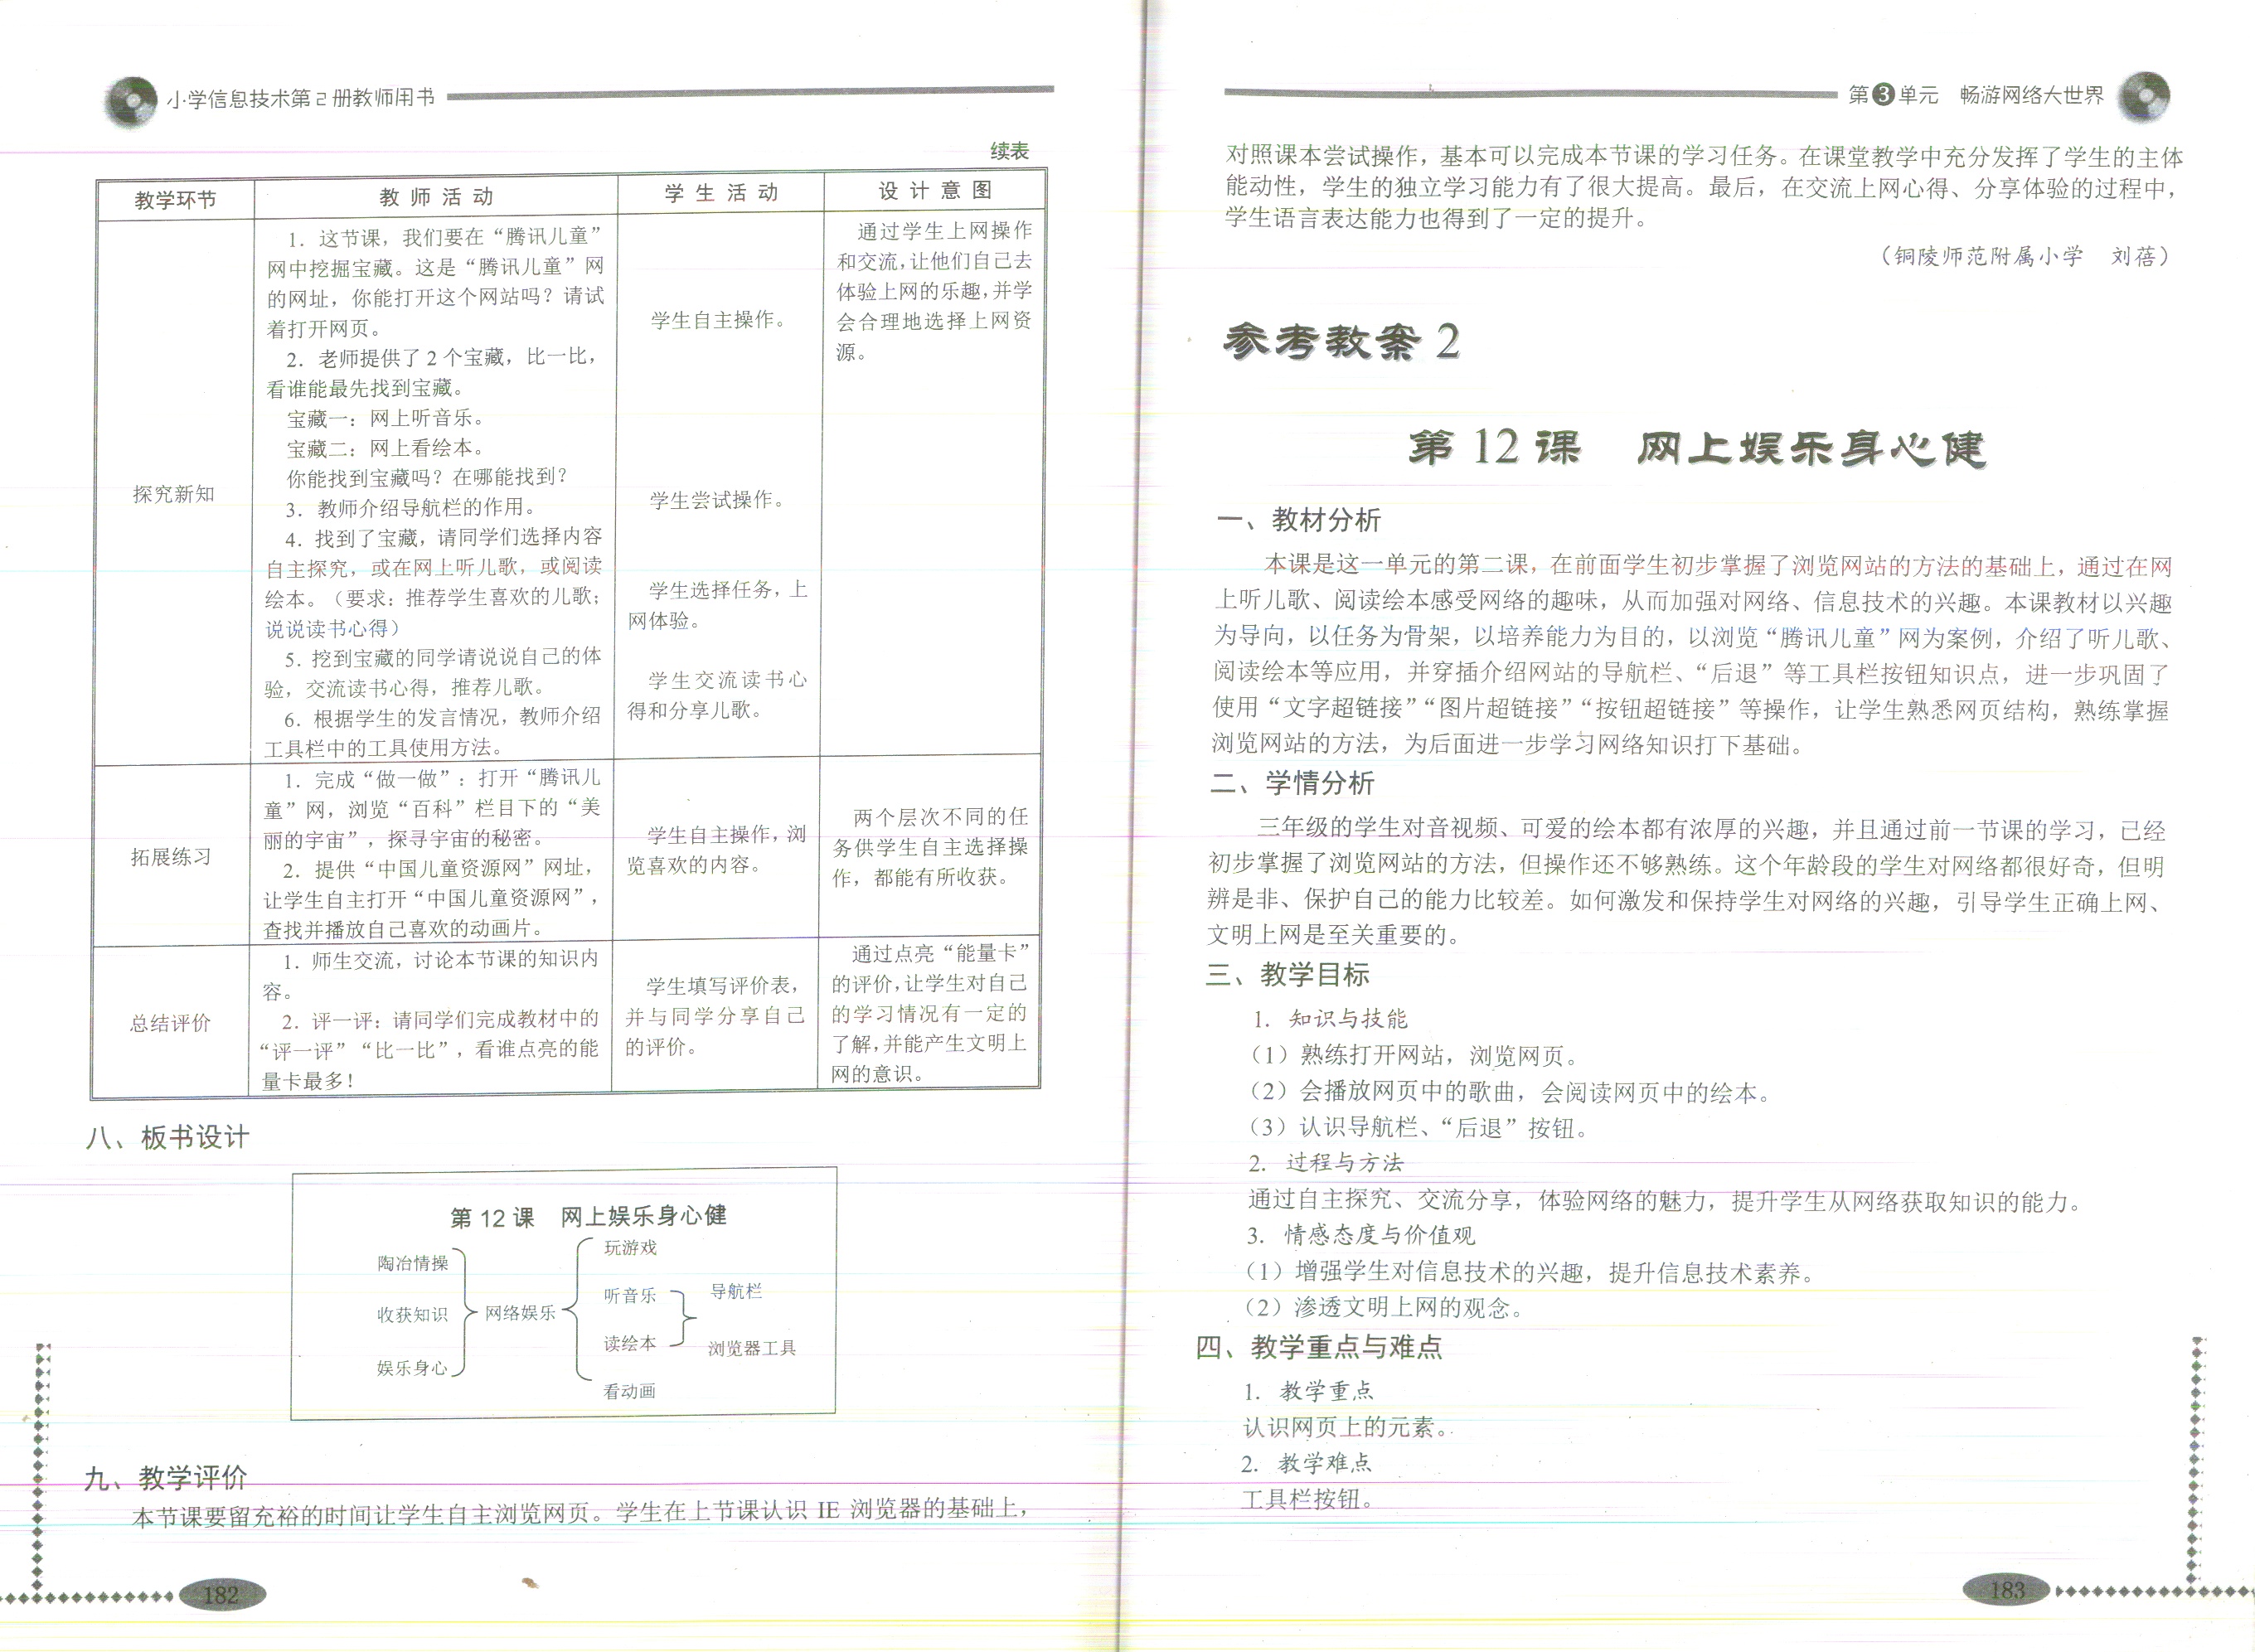 小学信息技术第2册教师用书
续表
教学环节
教师活动
学生活动
设计意图
探究新知
1．这节课，我们要在“腾讯儿童”
网中挖掘宝藏。这是“腾讯儿童”网
的网址，你能打开这个网站吗？请试
着打开网页。
2．老师提供了2个宝藏，比一比，
看谁能最先找到宝藏。
宝藏一：网上听音乐。
宝藏二：网上看绘本。
你能找到宝藏吗？在哪能找到？
3．教师介绍导航栏的作用。
4．找到了宝藏，请同学们选择内容
自主探究，或在网上听儿歌，或阅读
绘本。（要求：推荐学生喜欢的儿歌；
说说读书心得）
5．挖到宝藏的同学请说说自己的体
验，交流读书心得，推荐儿歌。
6．根据学生的发言情况，教师介绍
工具栏中的工具使用方法。
学生自主操作。
学生尝试操作。
学生选择任务，上
网体验。
学生交流读书心
得和分享儿歌。
通过学生上网操作
和交流，让他们自己去
体验上网的乐趣，并学
会合理地选择上网资
源。
拓展练习
1．完成“做一做”：打开“腾讯儿
童”网，浏览“百科”栏目下的“美
丽的宇宙”，探寻宇宙的秘密。
2．提供“中国儿童资源网”网址，
让学生自主打开“中国儿童资源网”，
查找并播放自己喜欢的动画片。
学生自主操作，浏
览喜欢的内容。
两个层次不同的任
务供学生自主选择操
作，都能有所收获。
总结评价
1．师生交流，讨论本节课的知识内
容。
2．评一评：请同学们完成教材中的
“评一评”“比一比”，看谁点亮的能
量卡最多！
学生填写评价表，
并与同学分享自己
的评价。
通过点亮“能量卡”
的评价，让学生对自己
的学习情况有一定的
了解，并能产生文明上
网的意识。
八、板书设计
第12课 网上娱乐身心健
陶冶情操
收获知识
娱乐身心
网络娱乐
玩游戏
听音乐
读绘本
看动画
导航栏
浏览器工具
九、教学评价
本节课要留充裕的时间让学生自主浏览网页。学生在上节课认识 IE 浏览器的基础上，
182
第3单元 畅游网络大世界
对照课本尝试操作，基本可以完成本节课的学习任务。在课堂教学中充分发挥了学生的主体
能动性，学生的独立学习能力有了很大提高。最后，在交流上网心得、分享体验的过程中，
学生语言表达能力也得到了一定的提升。
（铜陵师范附属小学 刘蓓）
参考教案2
第12课 网上娱乐身心健
一、教材分析
本课是这一单元的第二课，在前面学生初步掌握了浏览网站的方法的基础上，通过在网
上听儿歌、阅读绘本感受网络的趣味，从而加强对网络、信息技术的兴趣。本课教材以兴趣
为导向，以任务为骨架，以培养能力为目的，以浏览“腾讯儿童”网为案例，介绍了听儿歌、
阅读绘本等应用，并穿插介绍网站的导航栏、“后退”等工具栏按钮知识点，进一步巩固了
使用“文字超链接”“图片超链接”“按钮超链接”等操作，让学生熟悉网页结构，熟练掌握
浏览网站的方法，为后面进一步学习网络知识打下基础。
二、学情分析
三年级的学生对音视频、可爱的绘本都有浓厚的兴趣，并且通过前一节课的学习，已经
初步掌握了浏览网站的方法，但操作还不够熟练。这个年龄段的学生对网络都很好奇，但明
辨是非、保护自己的能力比较差。如何激发和保持学生对网络的兴趣，引导学生正确上网、
文明上网是至关重要的。
三、教学目标
1．知识与技能
（1）熟练打开网站，浏览网页。
（2）会播放网页中的歌曲，会阅读网页中的绘本。
（3）认识导航栏、“后退”按钮。
2．过程与方法
通过自主探究、交流分享，体验网络的魅力，提升学生从网络获取知识的能力。
3．情感态度与价值观
（1）增强学生对信息技术的兴趣，提升信息技术素养。
（2）渗透文明上网的观念。
四、教学重点与难点
1．教学重点
认识网页上的元素。
2．教学难点
工具栏按钮。
183